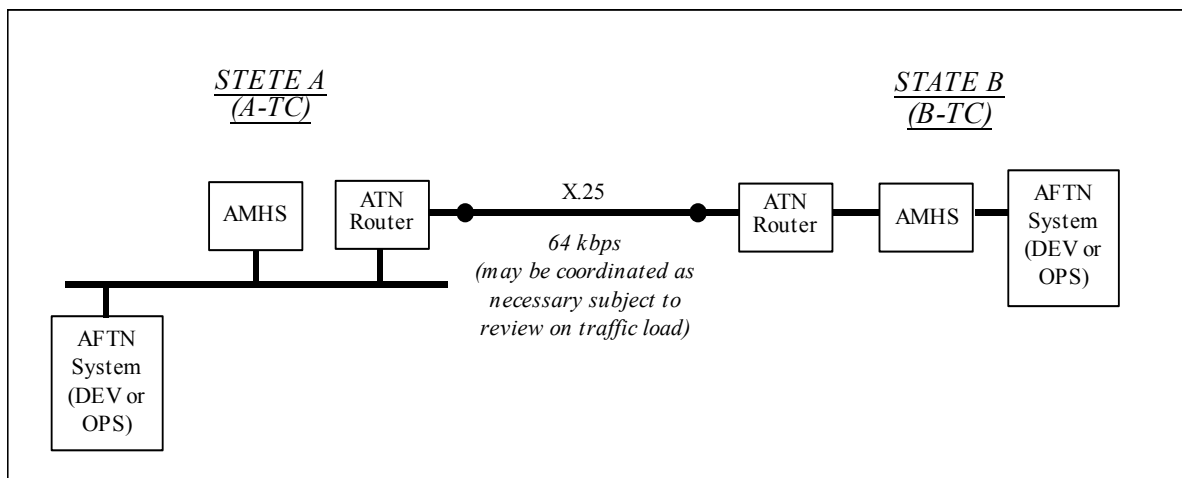 STETE A
(A-TC)
STATE B
(B-TC)
AMHS
ATN
Router
X.25
64 kbps
(may be coordinated as
necessary subject to
review on traffic load)
ATN
Router
AMHS
AFTN
System
(DEV or
OPS)
AFTN
System
(DEV or
OPS)